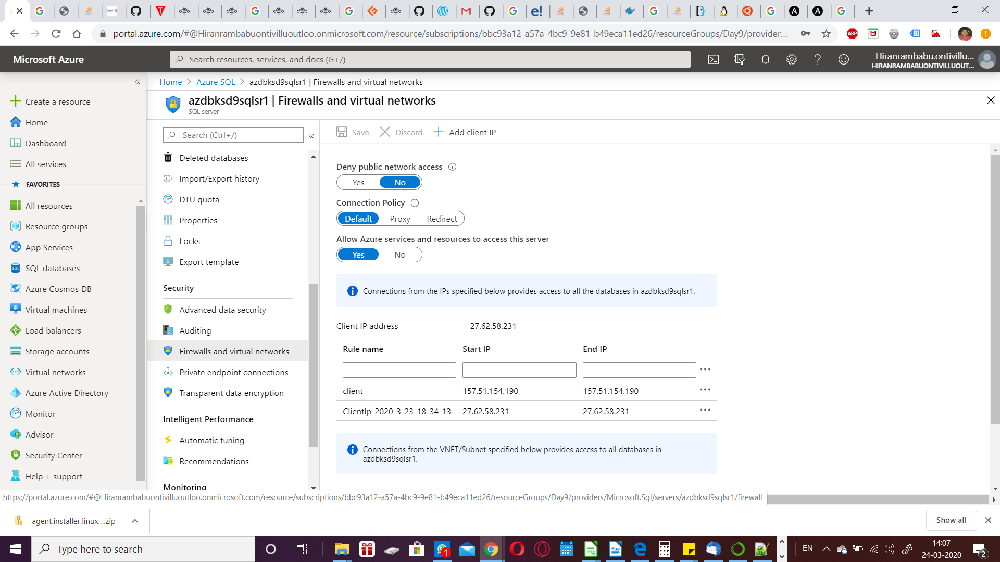 portal.azure.com/#@Hiranrambabuontivilluoutloo.onmicrosoft.com/resource/subscriptions/bbc93a12-a57a-4bc9-9e81-b49eca11ed26/resourceGroups/Day9/provider...
Microsoft Azure
Search resources, services, and docs (G+/)
Hiranrambabu.ontivillu...
HIRANRAMBABUONTIVILLUOUT...
Home > Azure SQL > azdbksd9sqlsr1 | Firewalls and virtual networks
azdbksd9sqlsr1 | Firewalls and virtual networks
SQL server
Create a resource
Home
Dashboard
All services
FAVORITES
All resources
Resource groups
App Services
SQL databases
Azure Cosmos DB
Virtual machines
Load balancers
Storage accounts
Virtual networks
Azure Active Directory
Monitor
Advisor
Security Center
Help + support
Search (Ctrl+/)
Deleted databases
Import/Export history
DTU quota
Properties
Locks
Export template
Security
Advanced data security
Auditing
Firewalls and virtual networks
Private endpoint connections
Transparent data encryption
Intelligent Performance
Automatic tuning
Recommendations
Monitoring
Save Discard Add client IP
Deny public network access
Yes No
Connection Policy
Default Proxy Redirect
Allow Azure services and resources to access this server
Yes No
Connections from the IPs specified below provides access to all the databases in azdbksd9sqlsr1.
Client IP address 27.62.58.231
Rule name Start IP End IP
client 157.51.154.190 157.51.154.190
ClientIp-2020-3-23_18-34-13 27.62.58.231 27.62.58.231
Connections from the VNET/Subnet specified below provides access to all databases in
azdbksd9sqlsr1.
https://portal.azure.com/#@Hiranrambabuontivilluoutloo.onmicrosoft.com/resource/subscriptions/bbc93a12-a57a-4bc9-9e81-b49eca11ed26/resourceGroups/Day9/providers/Microsoft.Sql/servers/azdbksd9sqlsr1/firewall
agent.installer.linux....zip
Show all
Type here to search
1
EN
14:07
24-03-2020
2